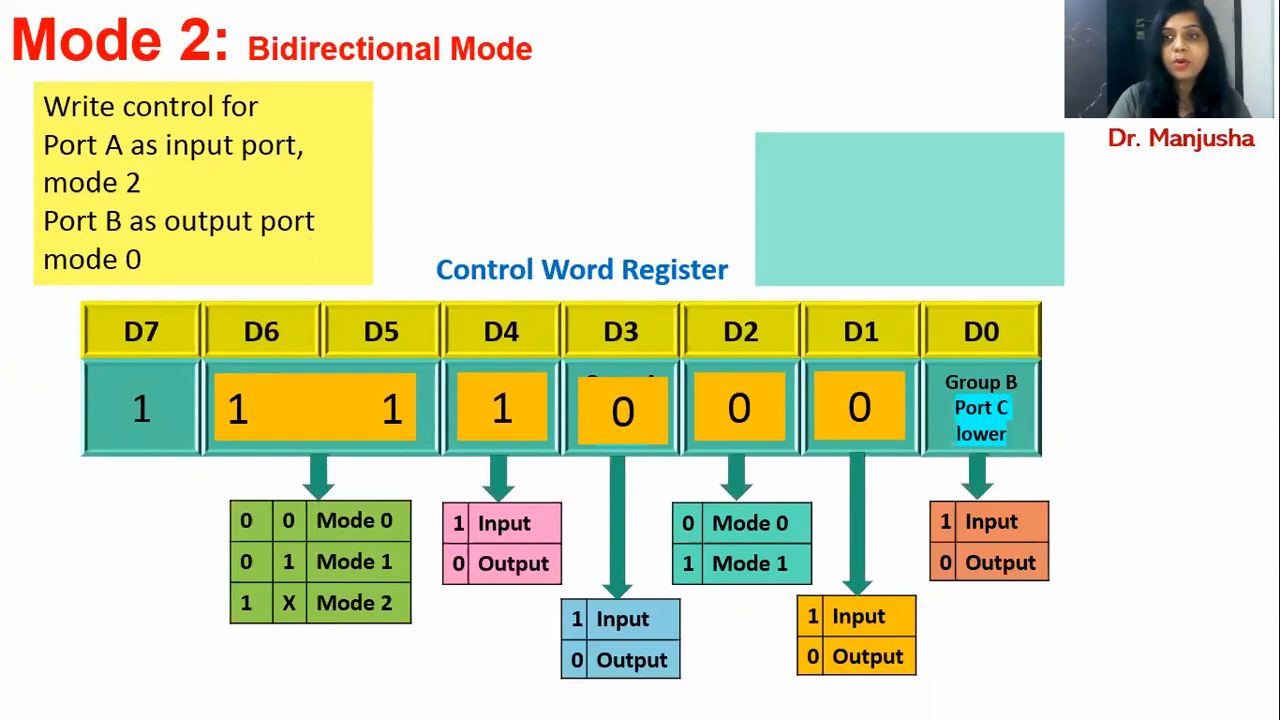 Mode 2: Bidirectional Mode
Write control for
Port A as input port,
mode 2
Port B as output port
mode 0
Dr. Manjusha
Control Word Register
D7 D6 D5 D4 D3 D2 D1 D0
1 1 1 1 0 0 0 Group B
Port C
lower
0 0 Mode 0
0 1 Mode 1
1 X Mode 2
1 Input
0 Output
1 Input
0 Output
0 Mode 0
1 Mode 1
1 Input
0 Output
1 Input
0 Output